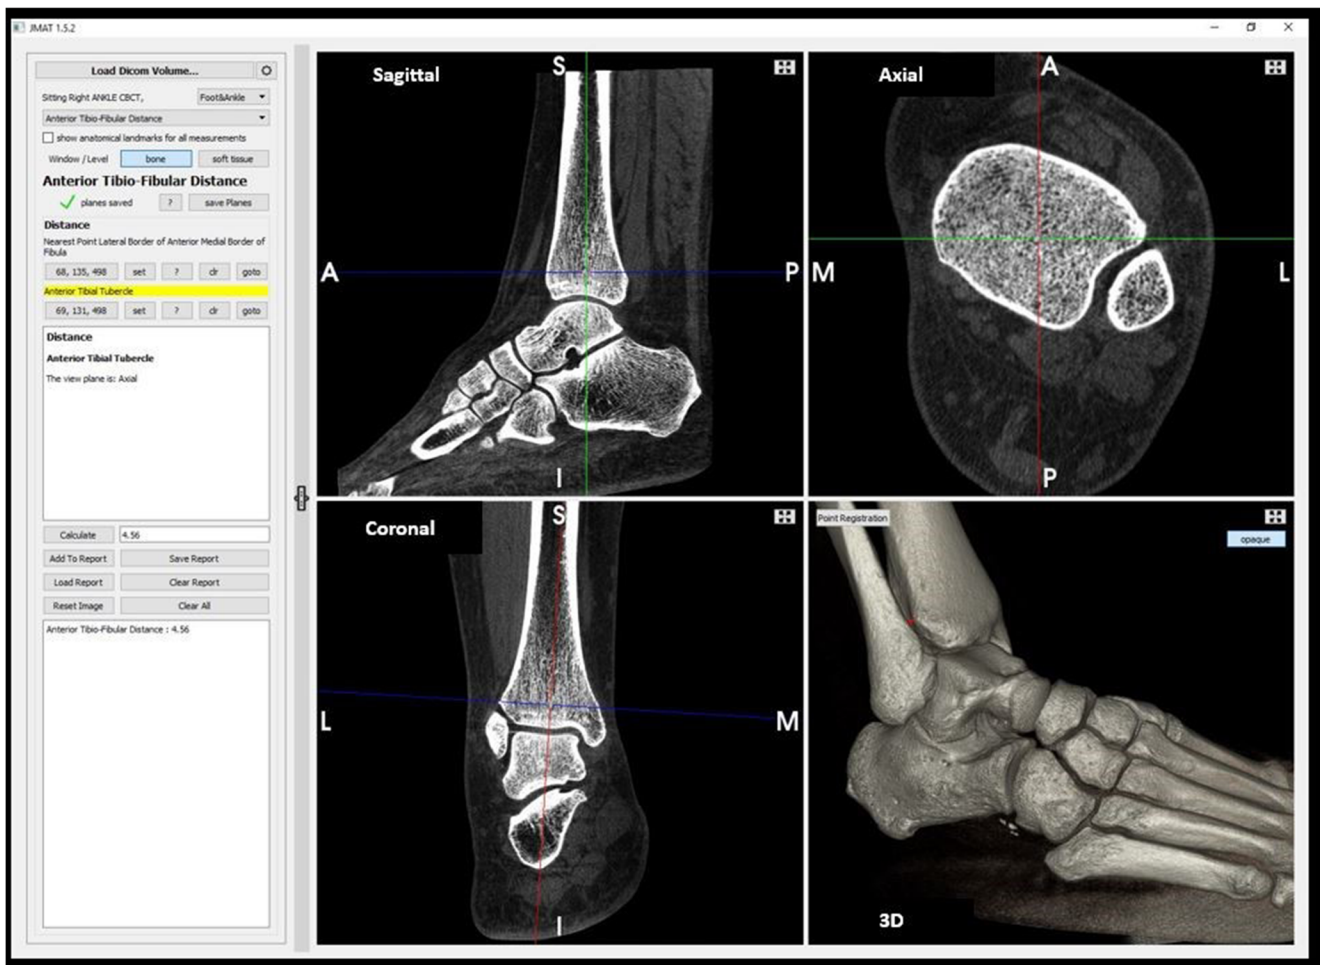 JMAT 1.5.2
Load Dicom Volume...
Sitting Right ANKLE CBCT,
Foot&Ankle
Anterior Tibio-Fibular Distance
show anatomical landmarks for all measurements
Window / Level bone soft tissue
Anterior Tibio-Fibular Distance
planes saved ? save Planes
Distance
Nearest Point Lateral Border of Anterior Medial Border of
Fibula
68, 135, 498 set ? clr goto
Anterior Tibial Tubercle
69, 131, 498 set ? clr goto
Distance
Anterior Tibial Tubercle
The view plane is: Axial
Calculate 4.56
Add To Report Save Report
Load Report Clear Report
Reset Image Clear All
Anterior Tibio-Fibular Distance : 4.56
Sagittal
S
A
P
I
Axial
A
M
L
P
Coronal
S
L
M
I
Point Registration
opaque
3D